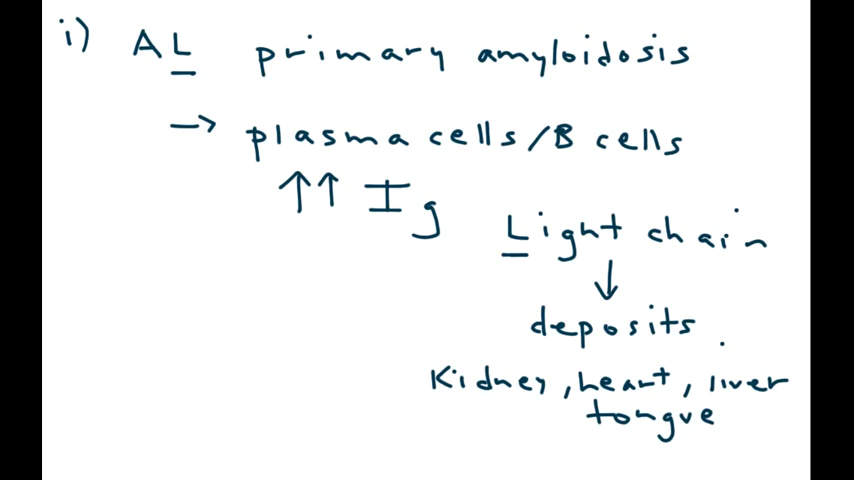 i) AL primary amyloidosis
→ plasma cells/B cells
↑↑ Ig
Light chain
↓
deposits.
Kidney, heart, liver
tongue